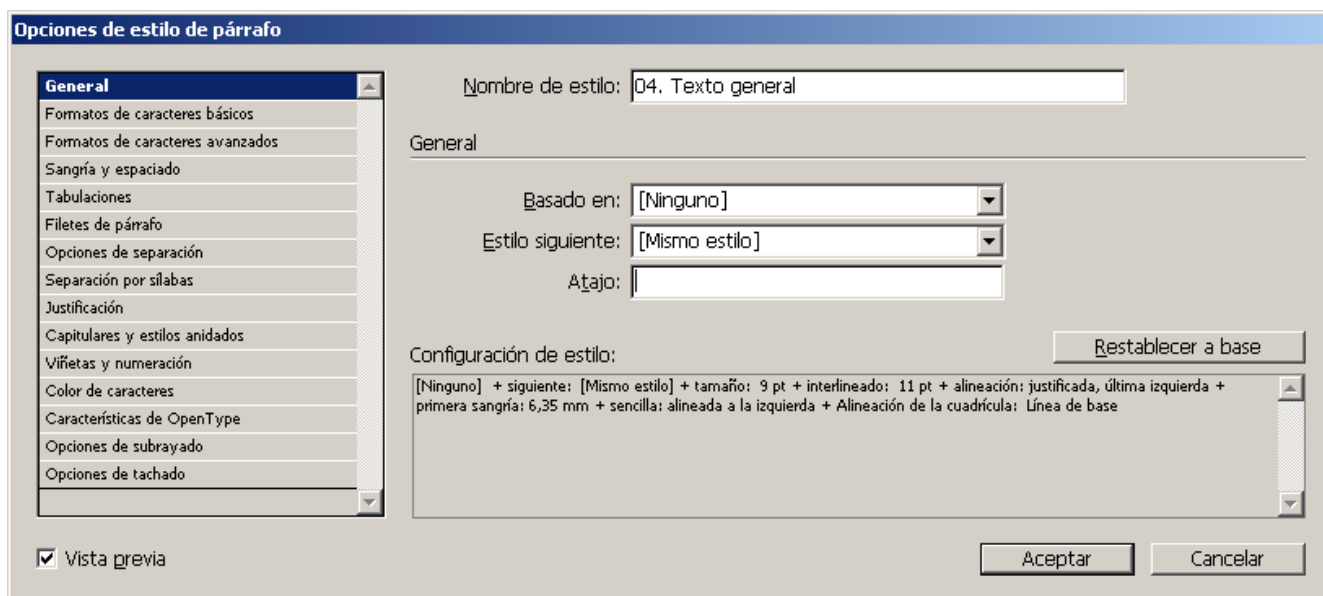 Opciones de estilo de párrafo
General
Formatos de caracteres básicos
Formatos de caracteres avanzados
Sangría y espaciado
Tabulaciones
Filetes de párrafo
Opciones de separación
Separación por sílabas
Justificación
Capitulares y estilos anidados
Viñetas y numeración
Color de caracteres
Características de OpenType
Opciones de subrayado
Opciones de tachado
Nombre de estilo: 04. Texto general
General
Basado en: [Ninguno]
Estilo siguiente: [Mismo estilo]
Atajo:
Restablecer a base
Configuración de estilo:
[Ninguno] + siguiente: [Mismo estilo] + tamaño: 9 pt + interlineado: 11 pt + alineación: justificada, última izquierda +
primera sangría: 6,35 mm + sencilla: alineada a la izquierda + Alineación de la cuadrícula: Línea de base
Vista previa
Aceptar
Cancelar